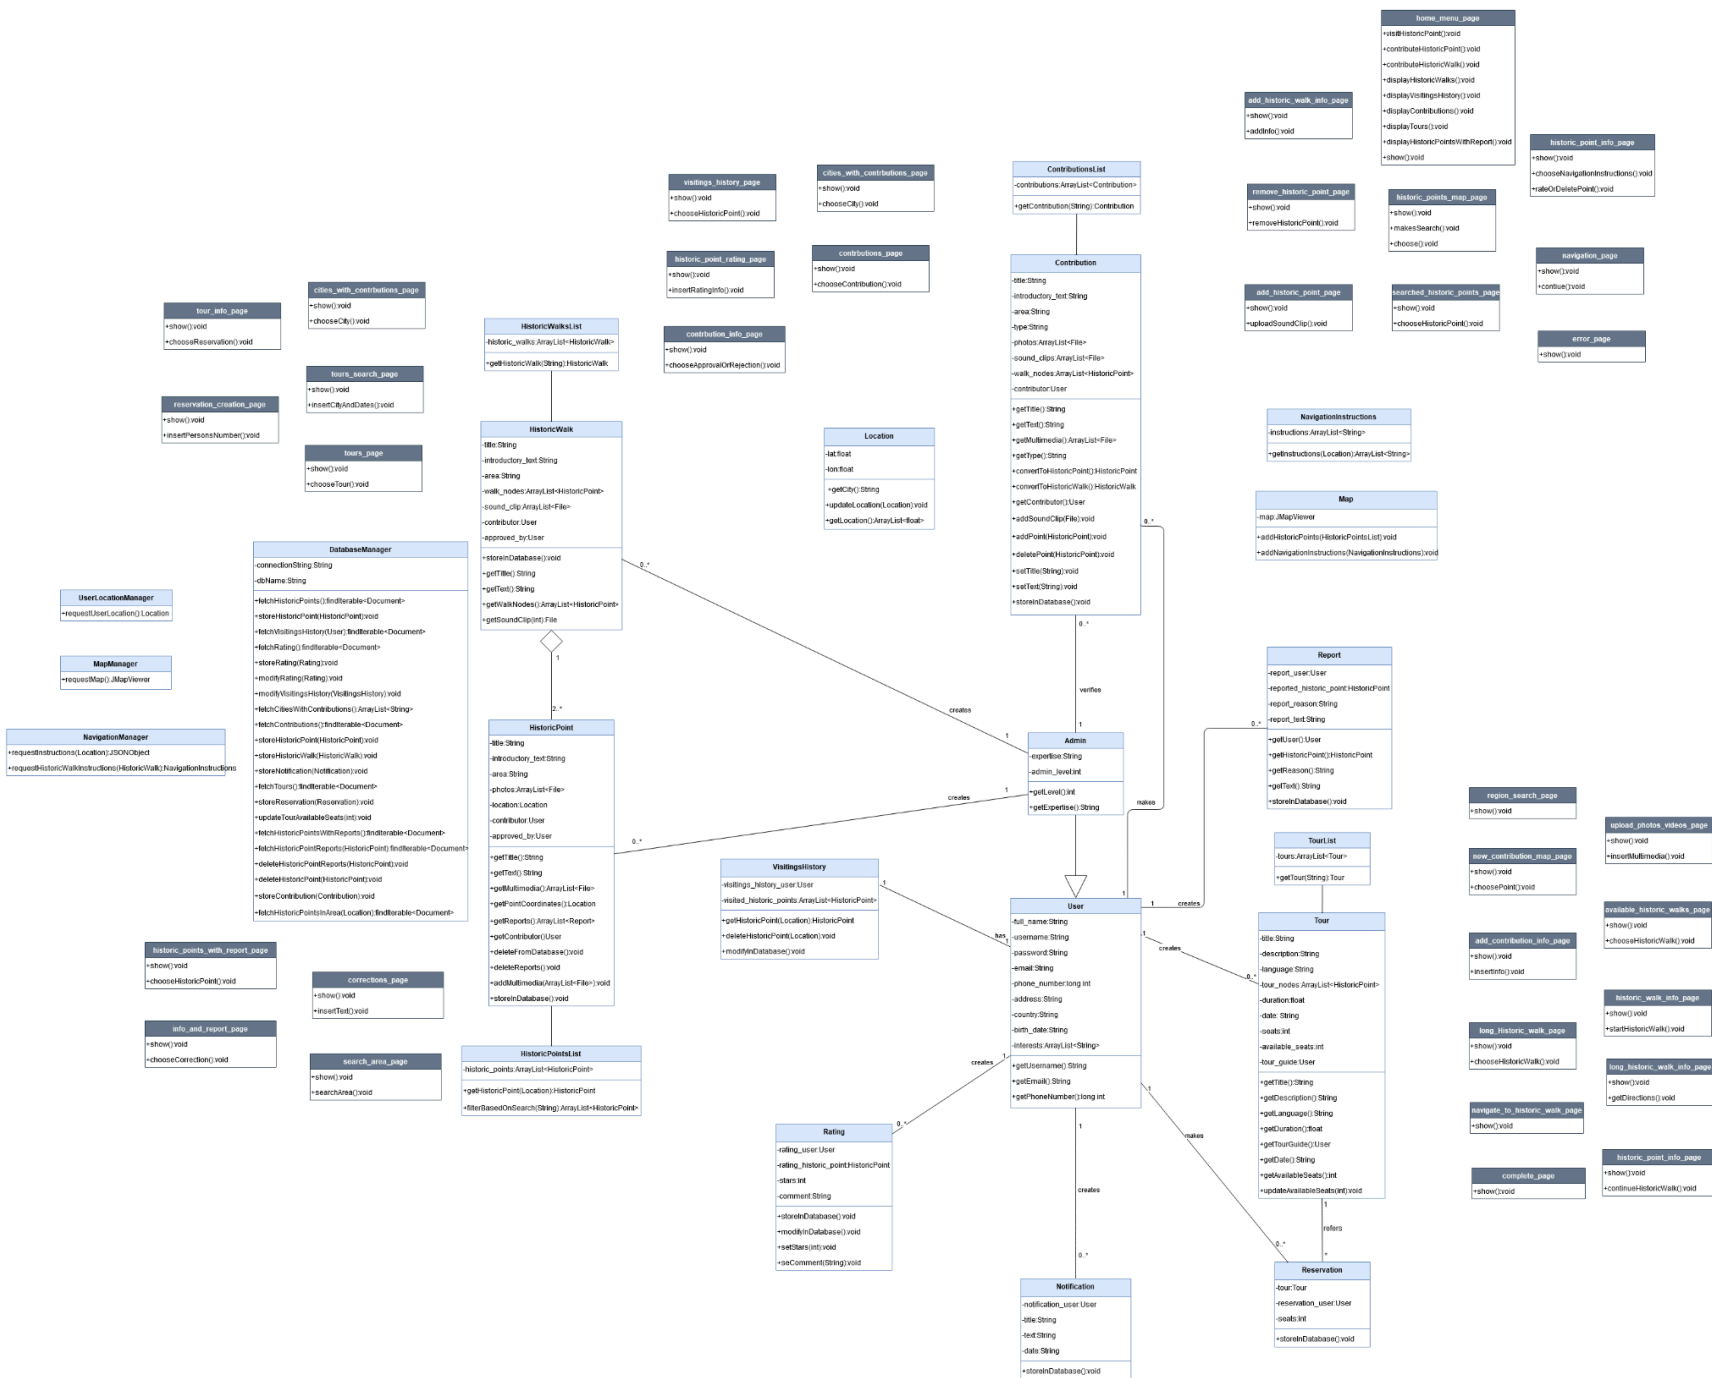 home_menu_page
+visitHistoricPoint():void
+contributeHistoricPoint():void
+contributeHistoricWalk():void
+displayHistoricWalks():void
+displayVisitingsHistory():void
+displayContributions():void
+displayTours():void
+displayHistoricPointsWithReport():void
+show():void
add_historic_walk_info_page
+show():void
+addInfo():void
historic_point_info_page
+show():void
+chooseNavigationInstructions():void
+rateOrDeletePoint():void
remove_historic_point_page
+show():void
+removeHistoricPoint():void
historic_points_map_page
+show():void
+makesSearch():void
+choose():void
navigation_page
+show():void
+contiue():void
add_historic_point_page
+show():void
+uploadSoundClip():void
searched_historic_points_page
+show():void
+chooseHistoricPoint():void
error_page
+show():void
visitings_history_page
+show():void
+chooseHistoricPoint():void
cities_with_contrbutions_page
+show():void
+chooseCity():void
historic_point_rating_page
+show():void
+insertRatingInfo():void
contrbutions_page
+show():void
+chooseContribution():void
contrbution_info_page
+show():void
+chooseApprovalOrRejection():void
tour_info_page
+show():void
+chooseReservation():void
cities_with_contrbutions_page
+show():void
+chooseCity():void
tours_search_page
+show():void
+insertCityAndDates():void
reservation_creation_page
+show():void
+insertPersonsNumber():void
tours_page
+show():void
+chooseTour():void
ContributionsList
-contributions:ArrayList<Contribution>
+getContribution(String):Contribution
Contribution
-title:String
-introductory_text:String
-area:String
-type:String
-photos:ArrayList<File>
-sound_clips:ArrayList<File>
-walk_nodes:ArrayList<HistoricPoint>
-contributor:User
+getTitle():String
+getText():String
+getMultimedia():ArrayList<File>
+getType():String
+convertToHistoricPoint():HistoricPoint
+convertToHistoricWalk():HistoricWalk
+getContributor():User
+addSoundClip(File):void
+addPoint(HistoricPoint):void
+deletePoint(HistoricPoint):void
+setTitle(String):void
+setText(String):void
+storeInDatabase():void
HistoricWalksList
-historic_walks:ArrayList<HistoricWalk>
+getHistoricWalk(String):HistoricWalk
HistoricWalk
-title:String
-introductory_text:String
-area:String
-walk_nodes:ArrayList<HistoricPoint>
-sound_clip:ArrayList<File>
-contributor:User
-approved_by:User
+storeInDatabase():void
+getTitle():String
+getText():String
+getWalkNodes():ArrayList<HistoricPoint>
+getSoundClip(int):File
Location
-lat:float
-lon:float
+getCity():String
+updateLocation(Location):void
+getLocation():ArrayList<float>
NavigationInstructions
-instructions:ArrayList<String>
+getInstructions(Location):ArrayList<String>
Map
-map:JMapViewer
+addHistoricPoints(HistoricPointsList):void
+addNavigationInstructions(NavigationInstructions):void
DatabaseManager
-connectionString:String
-dbName:String
+fetchHistoricPoints():findIterable<Document>
+storeHistoricPoint(HistoricPoint):void
+fetchVisitingsHistory(User):findIterable<Document>
+fetchRating():findIterable<Document>
+storeRating(Rating):void
+modifyRating(Rating):void
+modifyVisitingsHistory(VisitingsHistory):void
+fetchCitiesWithContributions():ArrayList<String>
+fetchContributions():findIterable<Document>
+storeHistoricPoint(HistoricPoint):void
+storeHistoricWalk(HistoricWalk):void
+storeNotification(Notification):void
+fetchTours():findIterable<Document>
+storeReservation(Reservation):void
+updateTourAvailableSeats(int):void
+fetchHistoricPointsWithReports():findIterable<Document>
+fetchHistoricPointReports(HistoricPoint):findIterable<Document>
+deleteHistoricPointReports(HistoricPoint):void
+deleteHistoricPoint(HistoricPoint):void
+storeContribution(Contribution):void
+fetchHistoricPointsInArea(Location):findIterable<Document>
UserLocationManager
+requestUserLocation():Location
MapManager
+requestMap():JMapViewer
NavigationManager
+requestInstructions(Location):JSONObject
+requestHistoricWalkInstructions(HistoricWalk):NavigationInstructions
0..*
creates
1
1
2..*
HistoricPoint
-title:String
-introductory_text:String
-area:String
-photos:ArrayList<File>
-location:Location
-contributor:User
-approved_by:User
+getTitle():String
+getText():String
+getMultimedia():ArrayList<File>
+getPointCoordinates():Location
+getReports():ArrayList<Report>
+getContributor()User
+deleteFromDatabase():void
+deleteReports():void
+addMultimedia(ArrayList<File>):void
+storeInDatabase():void
0..*
creates
1
0..*
verifies
1
0..*
makes
1
Admin
-expertise:String
-admin_level:int
+getLevel():int
+getExpertise():String
Report
-report_user:User
-reported_historic_point:HistoricPoint
-report_reason:String
-report_text:String
+getUser():User
+getHistoricPoint():HistoricPoint
+getReason():String
+getText():String
+storeInDatabase():void
0..*
1
creates
VisitingsHistory
-visitings_history_user:User
-visited_historic_points:ArrayList<HistoricPoint>
+getHistoricPoint(Location):HistoricPoint
+deleteHistoricPoint(Location):void
+modifyInDatabase():void
1
has
1
User
-full_name:String
-username:String
-password:String
-email:String
-phone_number:long int
-address:String
-country:String
-birth_date:String
-interests:ArrayList<String>
+getUsername():String
+getEmail():String
+getPhoneNumber():long int
1
creates
0..*
TourList
-tours:ArrayList<Tour>
+getTour(String):Tour
Tour
-title:String
-description:String
-language:String
-tour_nodes:ArrayList<HistoricPoint>
-duration:float
-date: String
-seats:int
-available_seats:int
-tour_guide:User
+getTitle():String
+getDescription():String
+getLanguage():String
+getDuration():float
+getTourGuide():User
+getDate():String
+getAvailableSeats():int
+updateAvailableSeats(int):void
region_search_page
+show():void
upload_photos_videos_page
+show():void
+insertMultimedia():void
new_contribution_map_page
+show():void
+choosePoint():void
available_historic_walks_page
+show():void
+chooseHistoricWalk():void
add_contribution_info_page
+show():void
+insertInfo():void
historic_walk_info_page
+show():void
+startHistoricWalk():void
long_Historic_walk_page
+show():void
+chooseHistoricWalk():void
long_historic_walk_info_page
+show():void
+getDirections():void
navigate_to_historic_walk_page
+show():void
historic_point_info_page
+show():void
+continueHistoricWalk():void
complete_page
+show():void
historic_points_with_report_page
+show():void
+chooseHistoricPoint():void
corrections_page
+show():void
+insertText():void
info_and_report_page
+show():void
+chooseCorrection():void
search_area_page
+show():void
+searchArea():void
HistoricPointsList
-historic_points:ArrayList<HistoricPoint>
+getHistoricPoint(Location):HistoricPoint
+filterBasedOnSearch(String):ArrayList<HistoricPoint>
creates
1
0..*
Rating
-rating_user:User
-rating_historic_point:HistoricPoint
-stars:int
-comment:String
+storeInDatabase():void
+modifyInDatabase():void
+setStars(int):void
+seComment(String):void
1
creates
0..*
1
makes
0..*
1
refers
*
Notification
-notification_user:User
-title:String
-text:String
-date:String
+storeInDatabase():void
Reservation
-tour:Tour
-reservation_user:User
-seats:int
+storeInDatabase():void